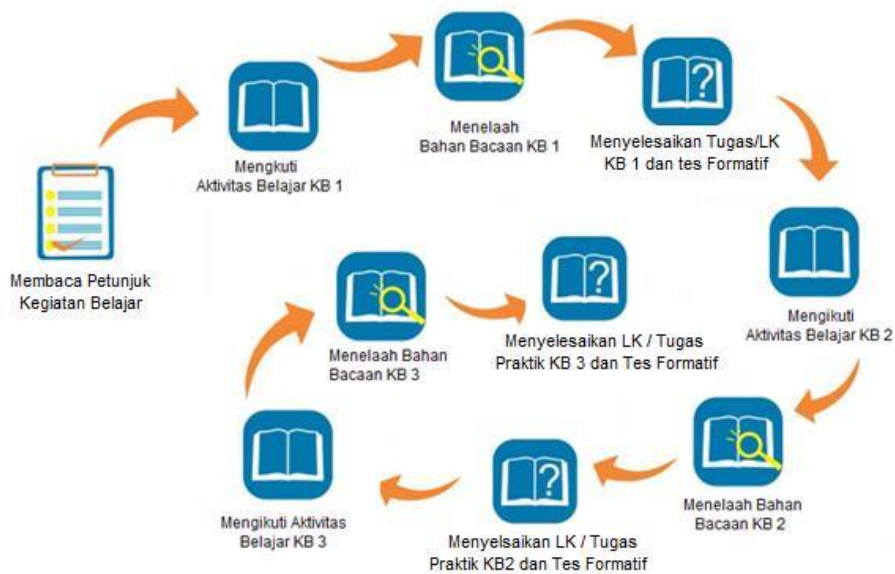 Membaca Petunjuk
Kegiatan Belajar
Mengkuti
Aktivitas Belajar KB 1
Menelaah
Bahan Bacaan KB 1
?
Menyelesaikan Tugas/LK
KB 1 dan tes Formatif
Mengikuti
Aktivitas Belajar KB 2
Menelaah Bahan
Bacaan KB 2
?
Menyelsaikan LK / Tugas
Praktik KB2 dan Tes Formatif
Mengikuti Aktivitas
Belajar KB 3
Menelaah Bahan
Bacaan KB 3
?
Menyelesaikan LK / Tugas
Praktik KB 3 dan Tes Formatif